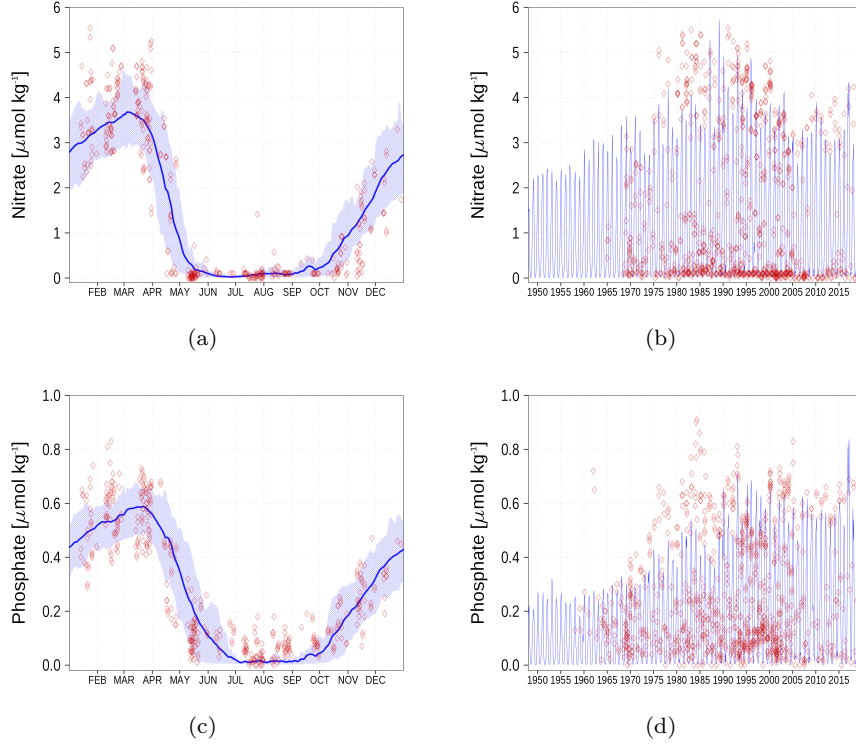 6
5
4
3
2
1
0
Nitrate [μmol kg⁻¹]
FEB MAR APR MAY JUN JUL AUG SEP OCT NOV DEC
(a)
6
5
4
3
2
1
0
Nitrate [μmol kg⁻¹]
1950 1955 1960 1965 1970 1975 1980 1985 1990 1995 2000 2005 2010 2015
(b)
1.0
0.8
0.6
0.4
0.2
0.0
Phosphate [μmol kg⁻¹]
FEB MAR APR MAY JUN JUL AUG SEP OCT NOV DEC
(c)
1.0
0.8
0.6
0.4
0.2
0.0
Phosphate [μmol kg⁻¹]
1950 1955 1960 1965 1970 1975 1980 1985 1990 1995 2000 2005 2010 2015
(d)